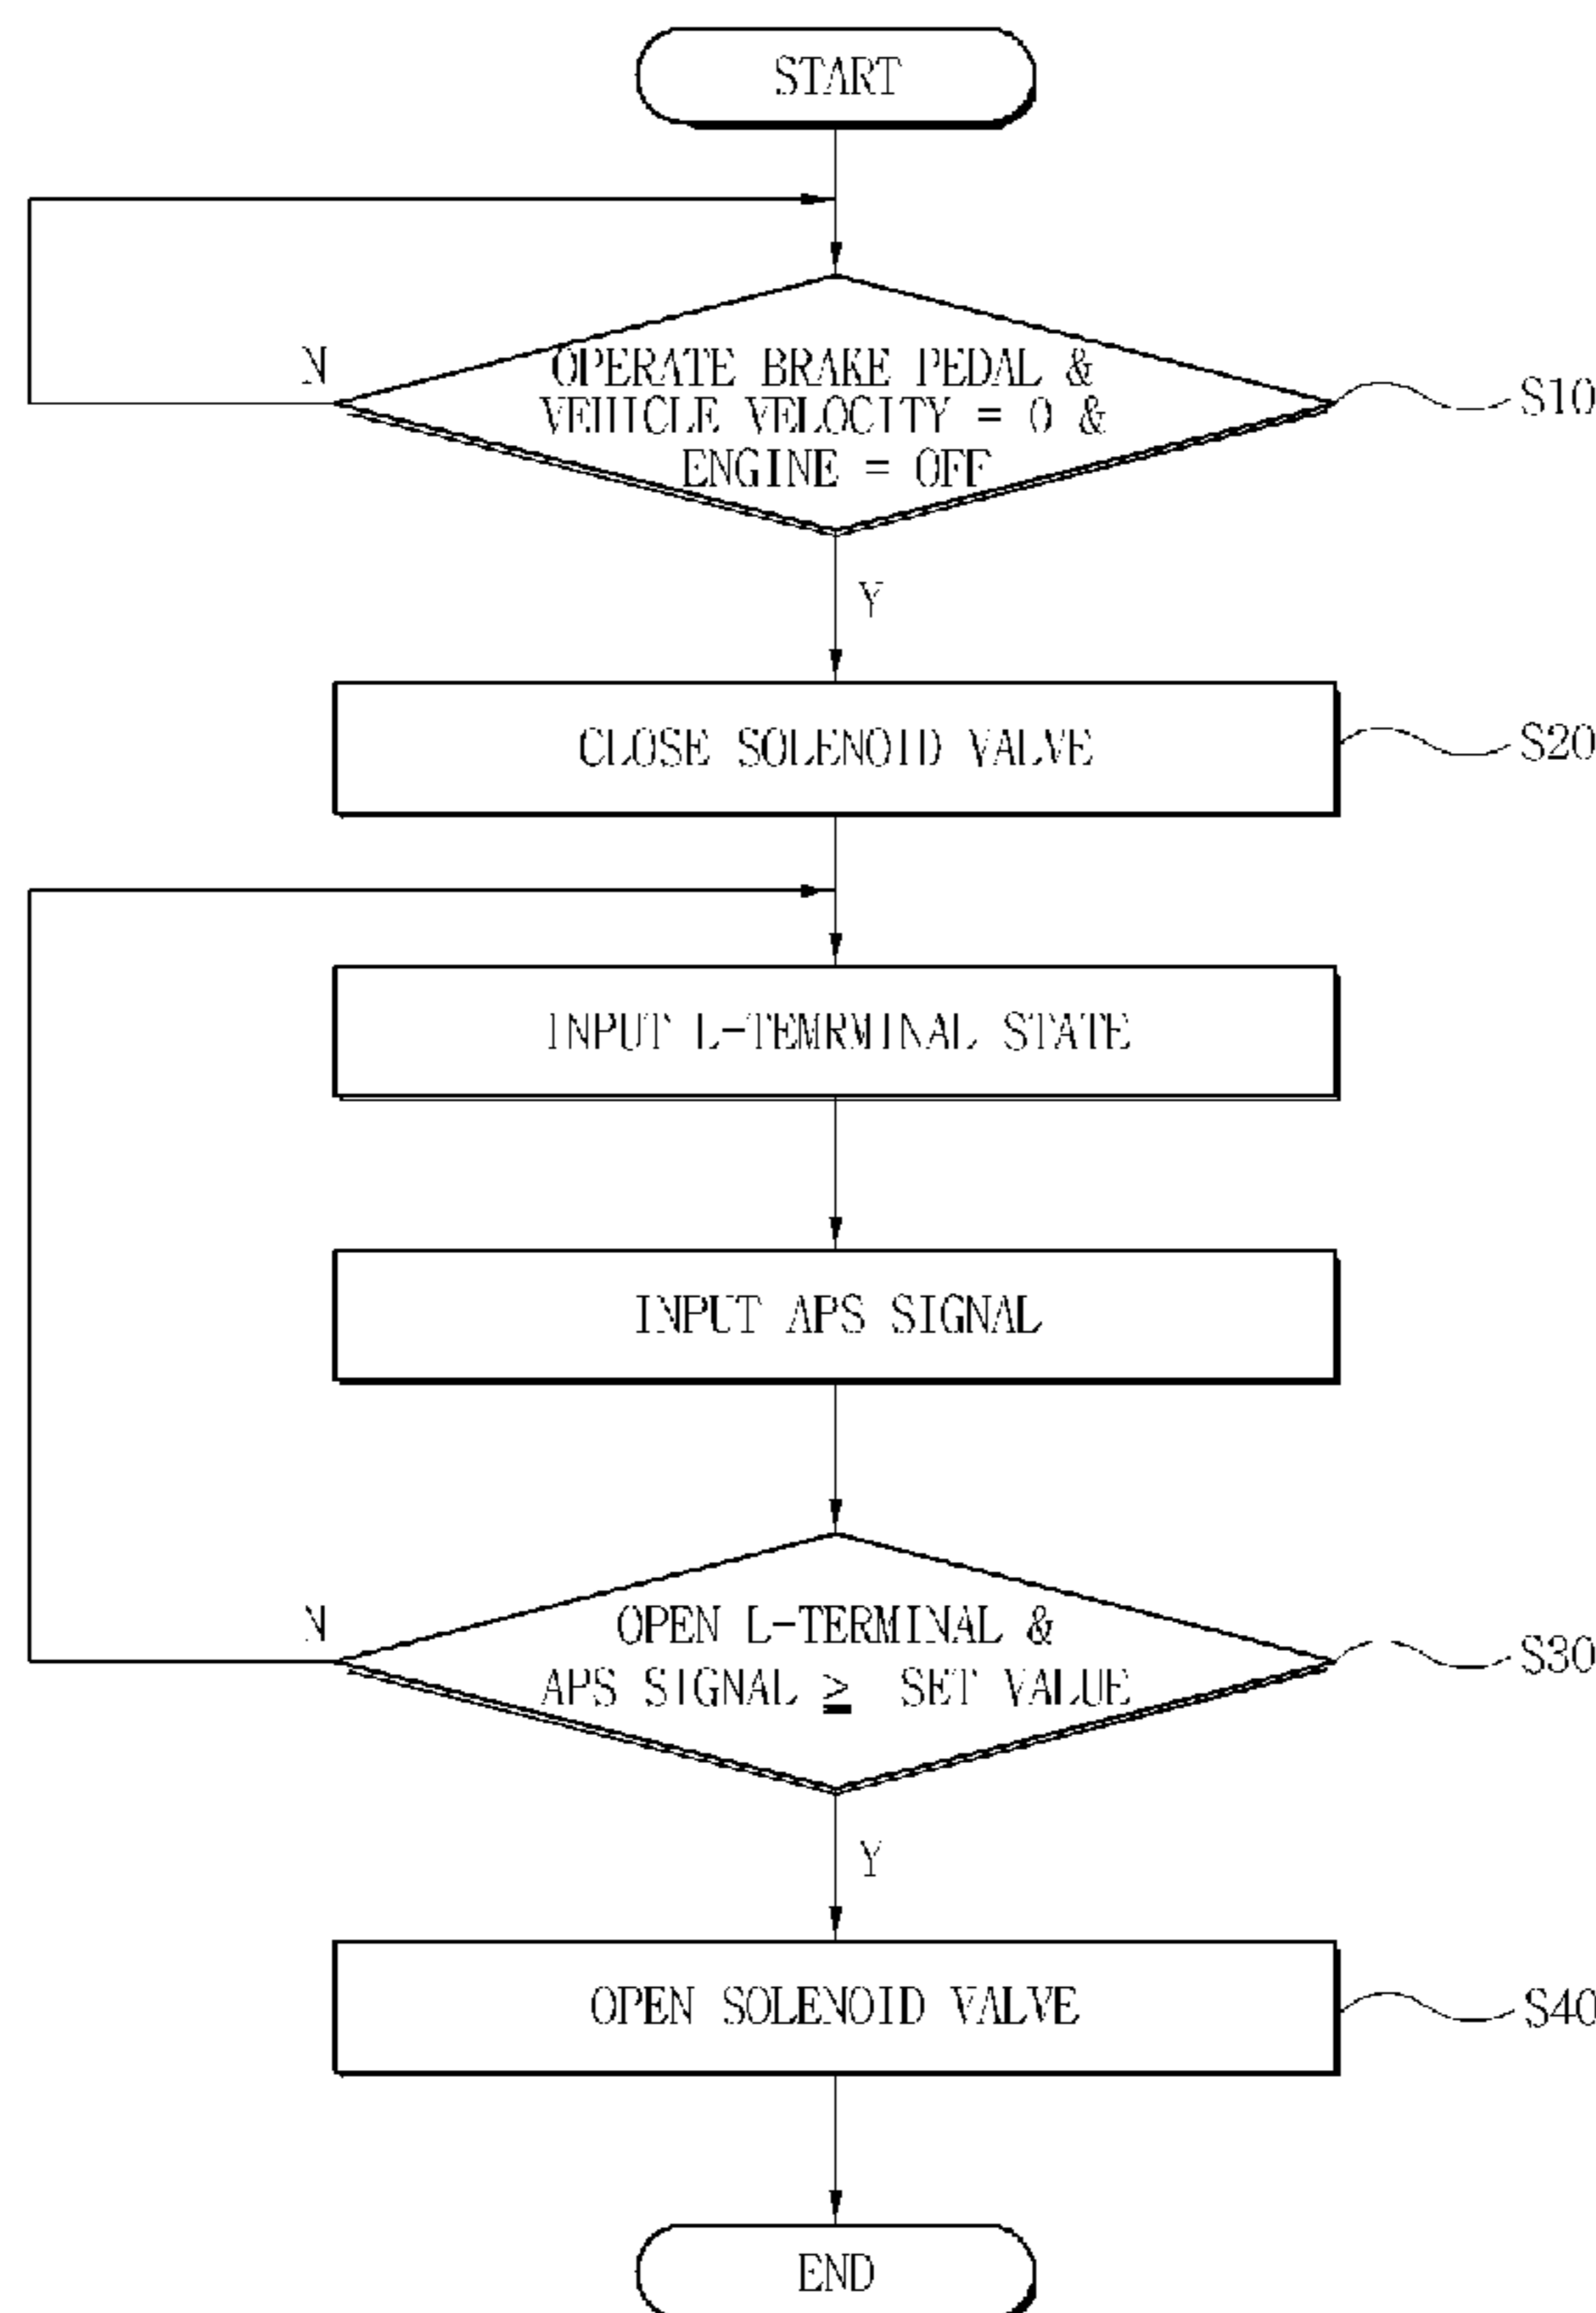 START
N
OPERATE BRAKE PEDAL &
VEHICLE VELOCITY = 0 &
ENGINE = OFF
S10
Y
CLOSE SOLENOID VALVE
S20
INPUT L-TEMRMINAL STATE
INPUT APS SIGNAL
N
OPEN L-TERMINAL &
APS SIGNAL ≥ SET VALUE
S30
Y
OPEN SOLENOID VALVE
S40
END